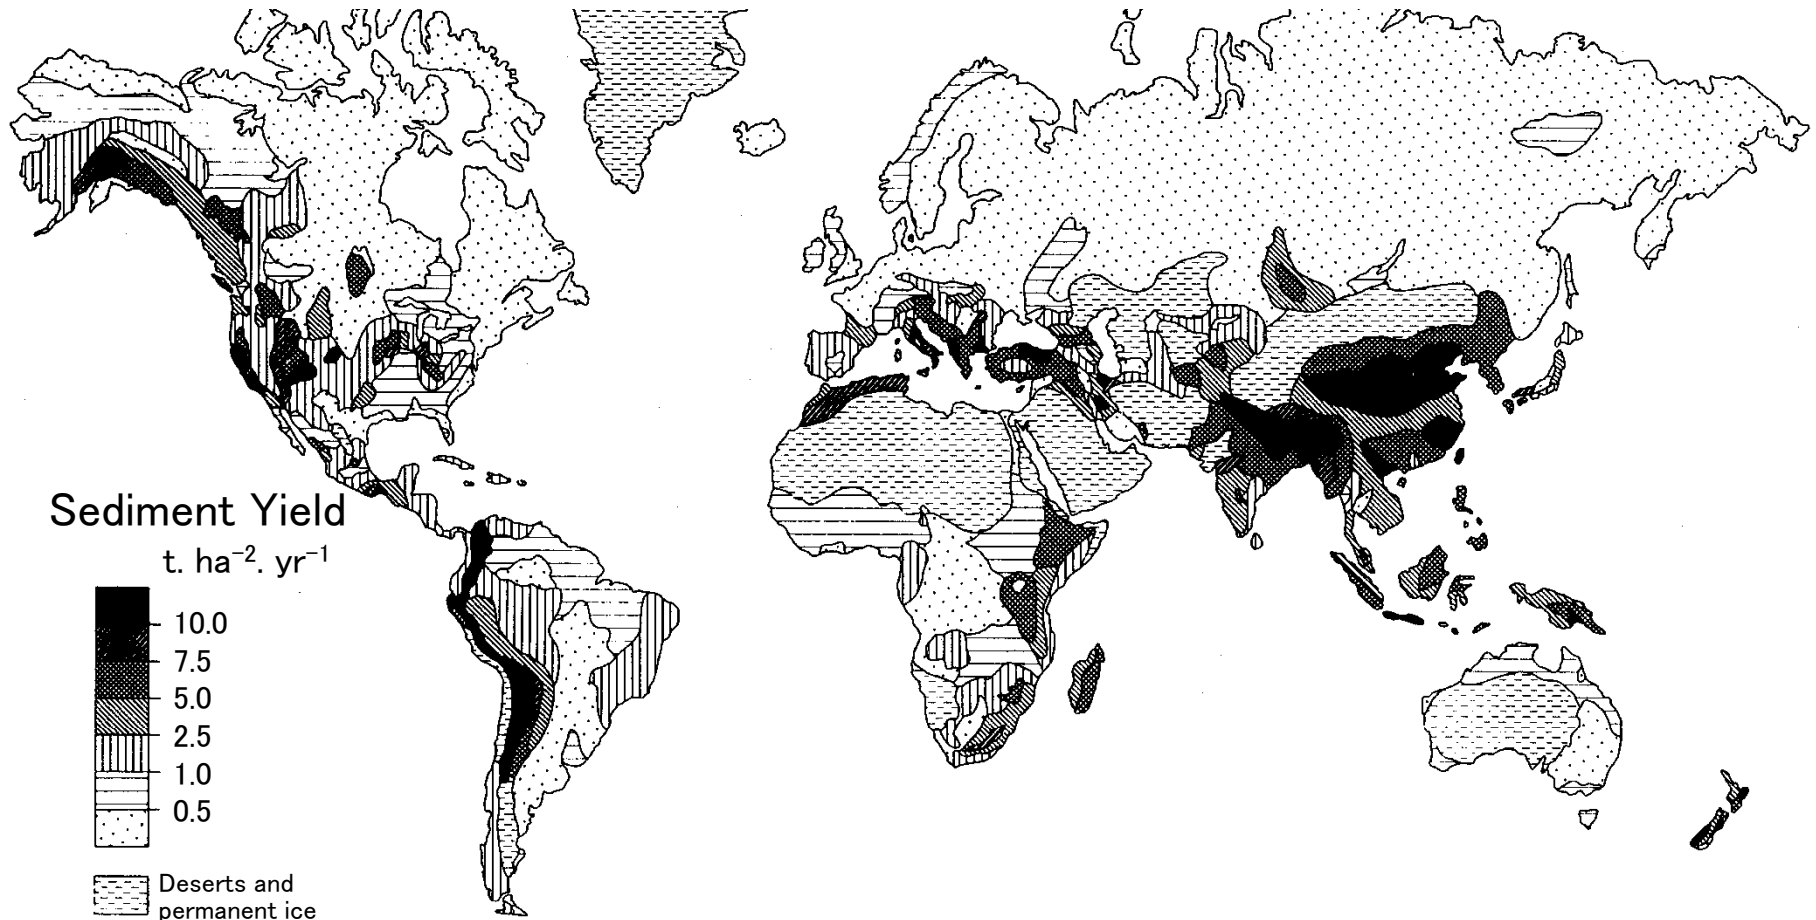 Sediment Yield
t. ha⁻². yr⁻¹
10.0
7.5
5.0
2.5
1.0
0.5
Deserts and
permanent ice